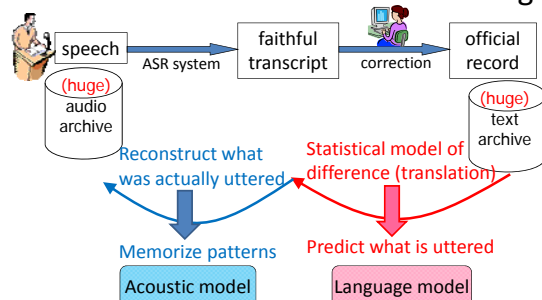 g
speech
ASR system
faithful
transcript
correction
official
record
(huge)
audio
archive
(huge)
text
archive
Reconstruct what
was actually uttered
Statistical model of
difference (translation)
Memorize patterns
Predict what is uttered
Acoustic model
Language model